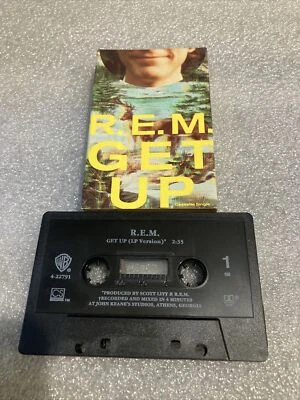 R.E.M.
GET
UP
Cassette Single
R.E.M.
GET UP (LP Version)* 2:35
4-22791
1
*PRODUCED BY SCOTT LITT & R.E.M.
†RECORDED AND MIXED IN 6 MINUTES
AT JOHN KEANE'S STUDIOS, ATHENS, GEORGIA